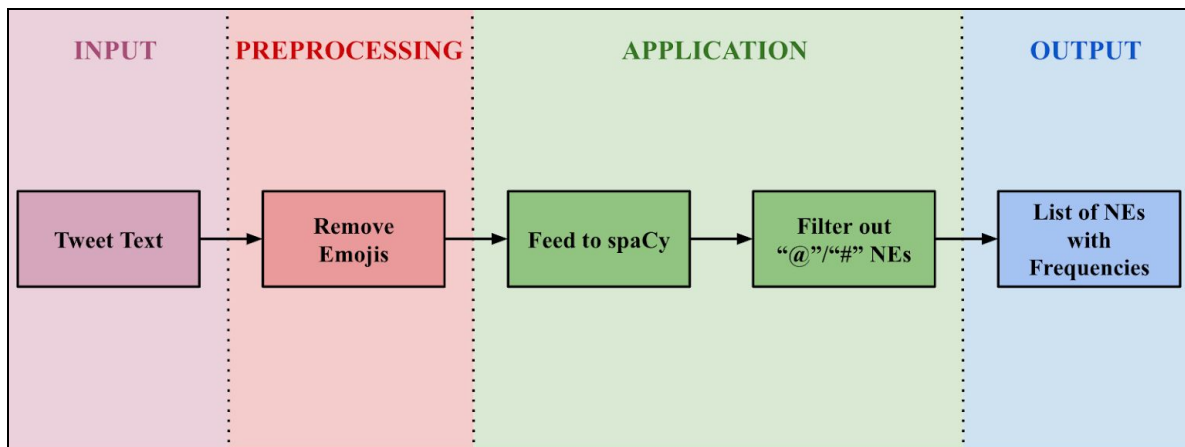 INPUT
PREPROCESSING
APPLICATION
OUTPUT
Tweet Text
Remove
Emojis
Feed to spaCy
Filter out
“@”/“#” NEs
List of NEs
with
Frequencies